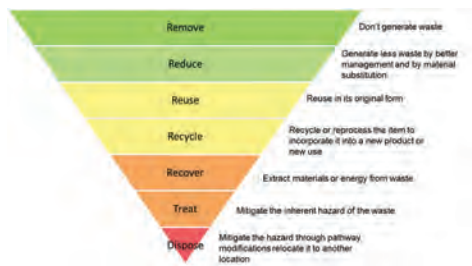 Remove
Don't generate waste
Reduce
Generate less waste by better
management and by material
substitution
Reuse
Reuse in its original form
Recycle
Recycle or reprocess the item to
incorporate it into a new product or
new use
Recover
Extract materials or energy from waste
Treat
Mitigate the inherent hazard of the waste
Dispose
Mitigate the hazard through pathway
modifications relocate it to another
location